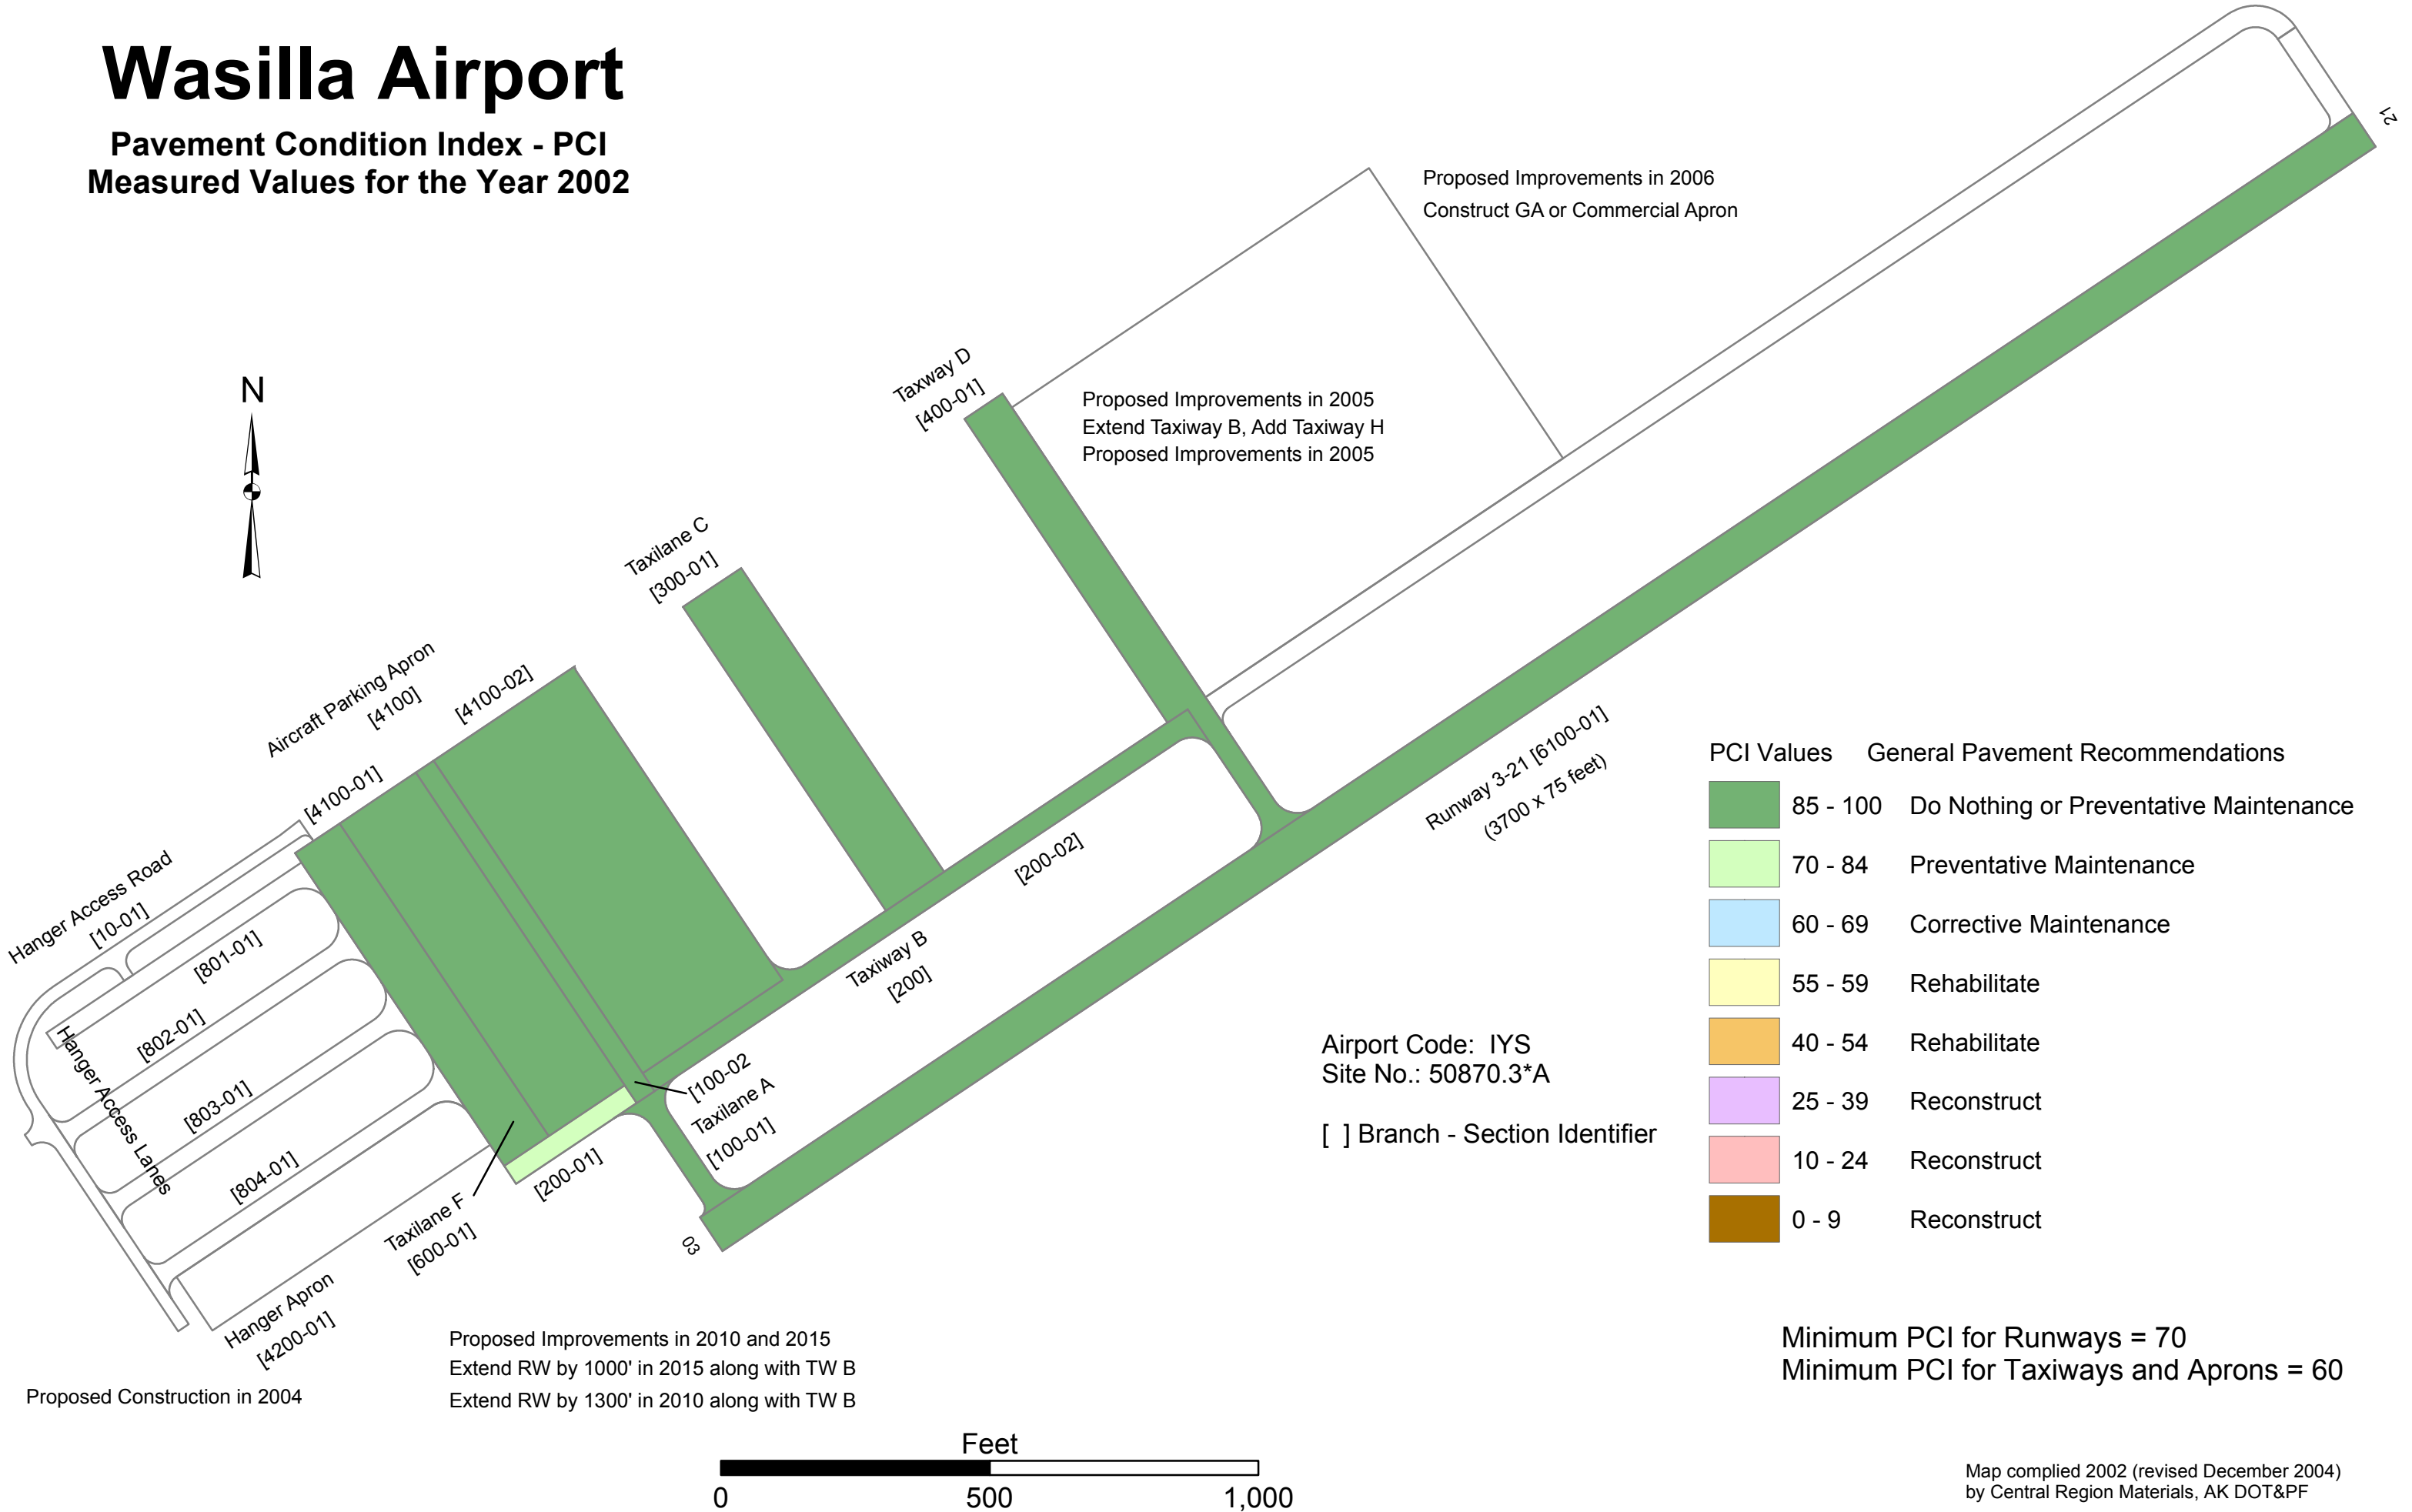 Wasilla Airport
Pavement Condition Index - PCI
Measured Values for the Year 2002
21
Proposed Improvements in 2006
Construct GA or Commercial Apron
N
Taxway D
[400-01]
Proposed Improvements in 2005
Extend Taxiway B, Add Taxiway H
Proposed Improvements in 2005
Taxilane C
[300-01]
Aircraft Parking Apron
[4100]
[4100-02]
[4100-01]
Hanger Access Road
[10-01]
[801-01]
[802-01]
[803-01]
[804-01]
Hanger Access Lanes
Hanger Apron
[4200-01]
Taxilane F
[600-01]
[200-01]
[100-02
Taxilane A
[100-01]
03
Taxiway B
[200]
[200-02]
Runway 3-21 [6100-01]
(3700 x 75 feet)
PCI Values General Pavement Recommendations
85 - 100 Do Nothing or Preventative Maintenance
70 - 84 Preventative Maintenance
60 - 69 Corrective Maintenance
55 - 59 Rehabilitate
40 - 54 Rehabilitate
25 - 39 Reconstruct
10 - 24 Reconstruct
0 - 9 Reconstruct
Airport Code: IYS
Site No.: 50870.3*A
[ ] Branch - Section Identifier
Minimum PCI for Runways = 70
Minimum PCI for Taxiways and Aprons = 60
Proposed Construction in 2004
Proposed Improvements in 2010 and 2015
Extend RW by 1000' in 2015 along with TW B
Extend RW by 1300' in 2010 along with TW B
Feet
0 500 1,000
Map complied 2002 (revised December 2004)
by Central Region Materials, AK DOT&PF